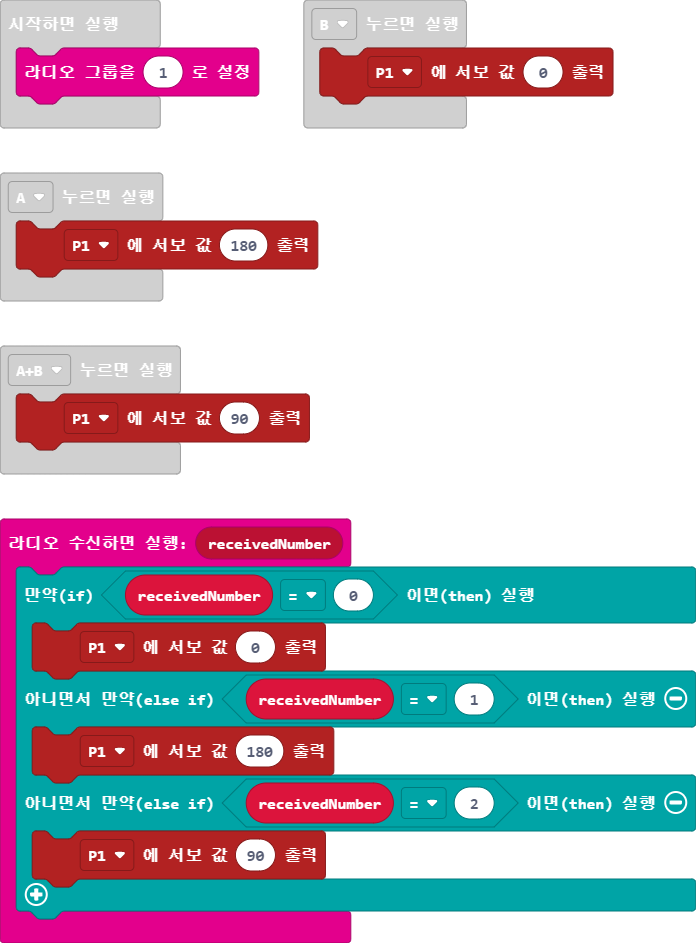 시작하면 실행
라디오 그룹을 1 로 설정
B 누르면 실행
P1 에 서보 값 0 출력
A 누르면 실행
P1 에 서보 값 180 출력
A+B 누르면 실행
P1 에 서보 값 90 출력
라디오 수신하면 실행: receivedNumber
만약(if) receivedNumber = 0 이면(then) 실행
P1 에 서보 값 0 출력
아니면서 만약(else if) receivedNumber = 1 이면(then) 실행
P1 에 서보 값 180 출력
아니면서 만약(else if) receivedNumber = 2 이면(then) 실행
P1 에 서보 값 90 출력